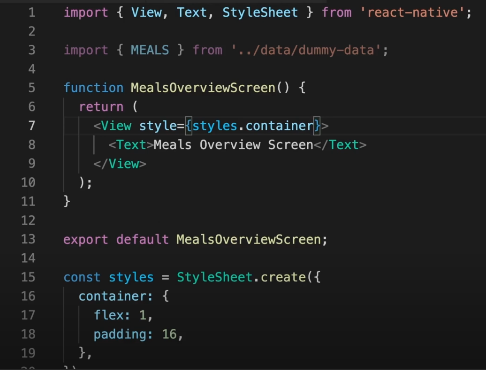 1 import { View, Text, StyleSheet } from 'react-native';
2
3 import { MEALS } from '../data/dummy-data';
4
5 function MealsOverviewScreen() {
6   return (
7     <View style={styles.container}>
8       <Text>Meals Overview Screen</Text>
9     </View>
10   );
11 }
12
13 export default MealsOverviewScreen;
14
15 const styles = StyleSheet.create({
16   container: {
17     flex: 1,
18     padding: 16,
19   },